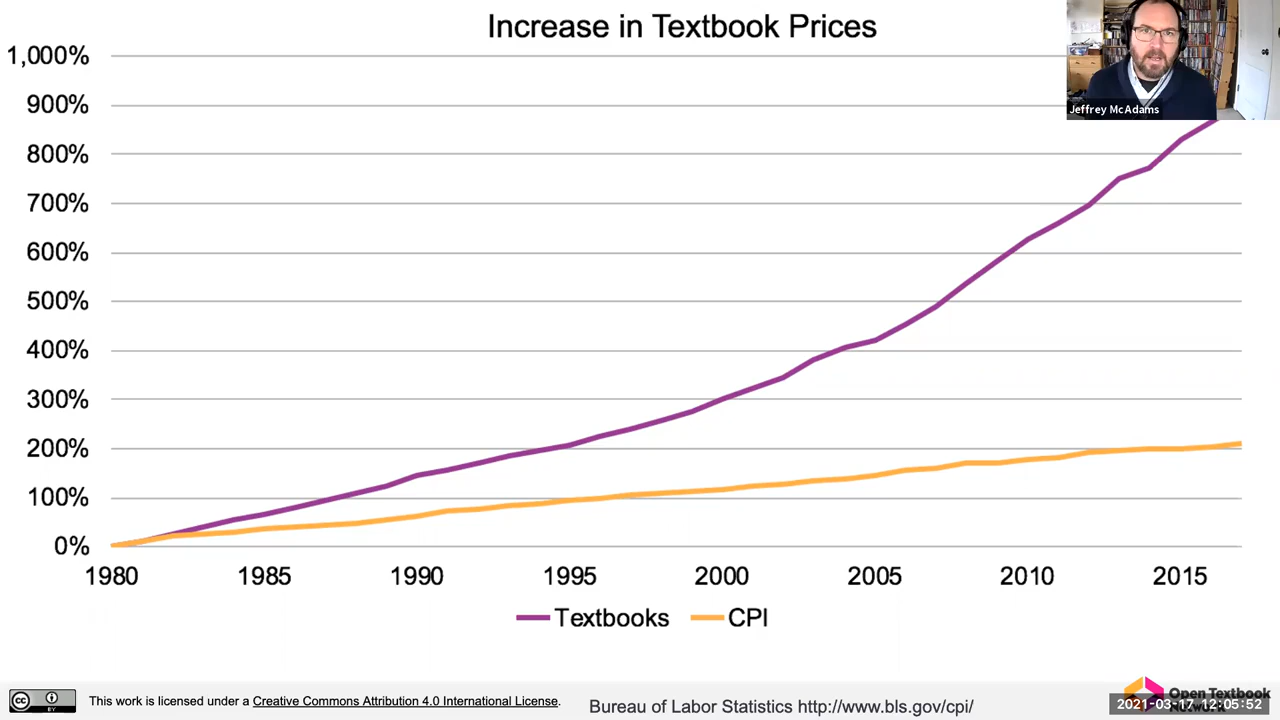 Increase in Textbook Prices
1,000%
900%
800%
700%
600%
500%
400%
300%
200%
100%
0%
1980 1985 1990 1995 2000 2005 2010 2015
Textbooks CPI
Jeffrey McAdams
cc BY
This work is licensed under a Creative Commons Attribution 4.0 International License.
Bureau of Labor Statistics http://www.bls.gov/cpi/
Open Textbook
Network
2021-03-17 12:05:52